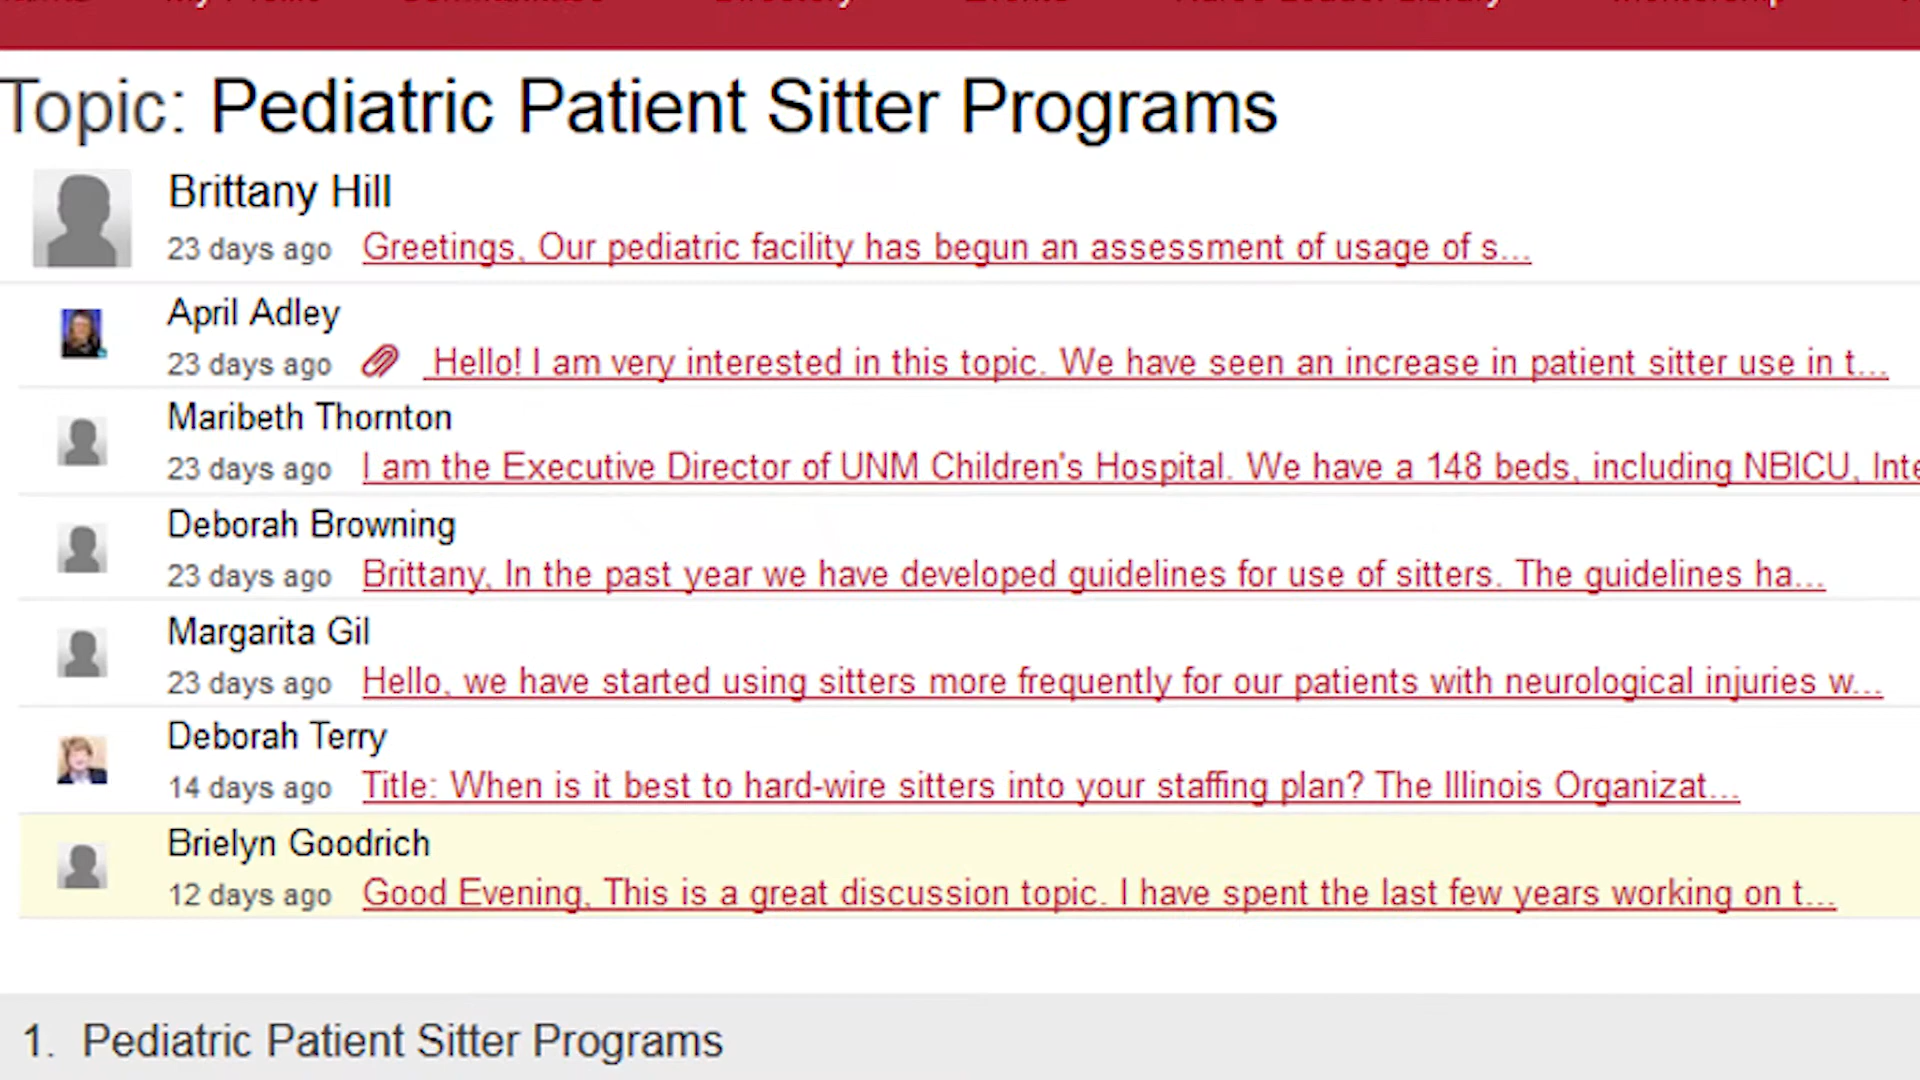 Topic: Pediatric Patient Sitter Programs
Brittany Hill
23 days ago Greetings, Our pediatric facility has begun an assessment of usage of s...
April Adley
23 days ago Hello! I am very interested in this topic. We have seen an increase in patient sitter use in t...
Maribeth Thornton
23 days ago I am the Executive Director of UNM Children's Hospital. We have a 148 beds, including NBICU, Inte
Deborah Browning
23 days ago Brittany, In the past year we have developed guidelines for use of sitters. The guidelines ha...
Margarita Gil
23 days ago Hello, we have started using sitters more frequently for our patients with neurological injuries w...
Deborah Terry
14 days ago Title: When is it best to hard-wire sitters into your staffing plan? The Illinois Organizat...
Brielyn Goodrich
12 days ago Good Evening, This is a great discussion topic. I have spent the last few years working on t...
1. Pediatric Patient Sitter Programs